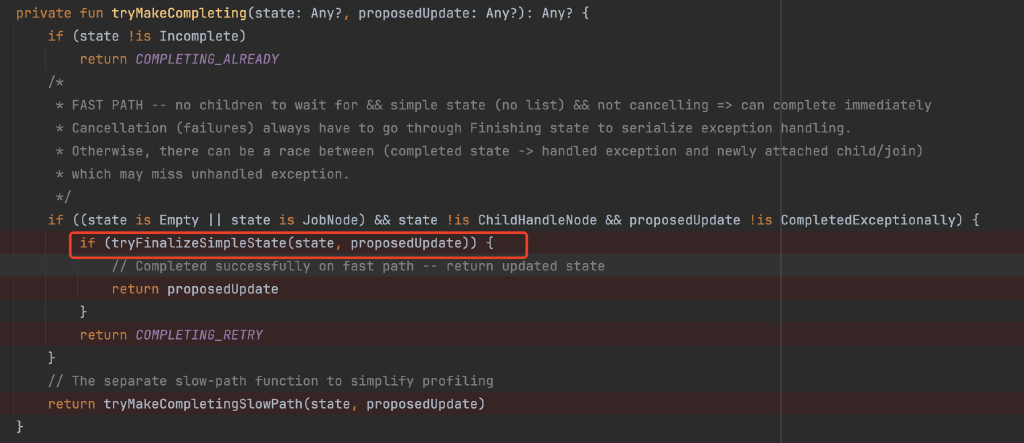 private fun tryMakeCompleting(state: Any?, proposedUpdate: Any?): Any? {
if (state !is Incomplete)
return COMPLETING_ALREADY
/*
* FAST PATH -- no children to wait for && simple state (no list) && not cancelling => can complete immediately
* Cancellation (failures) always have to go through Finishing state to serialize exception handling.
* Otherwise, there can be a race between (completed state -> handled exception and newly attached child/join)
* which may miss unhandled exception.
*/
if ((state is Empty || state is JobNode) && state !is ChildHandleNode && proposedUpdate !is CompletedExceptionally) {
if (tryFinalizeSimpleState(state, proposedUpdate)) {
// Completed successfully on fast path -- return updated state
return proposedUpdate
}
return COMPLETING_RETRY
}
// The separate slow-path function to simplify profiling
return tryMakeCompletingSlowPath(state, proposedUpdate)
}